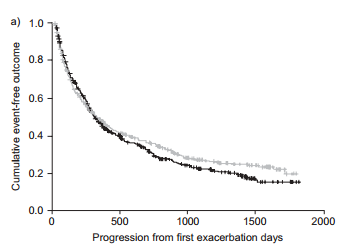 a)
Cumulative event-free outcome
1.0
0.8
0.6
0.4
0.2
0.0
0 500 1000 1500 2000
Progression from first exacerbation days